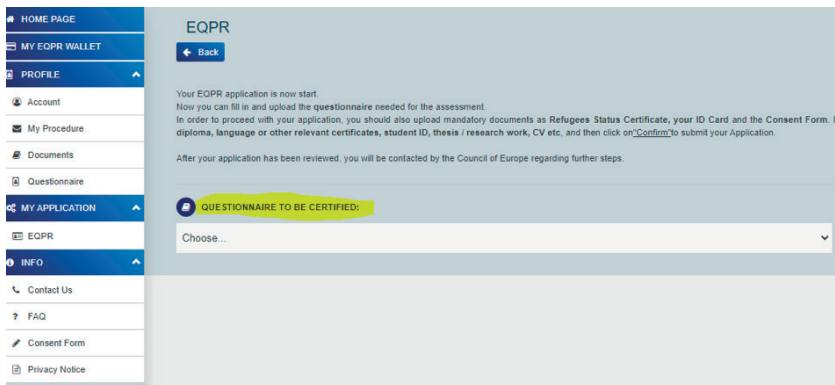 HOME PAGE
MY EQPR WALLET
PROFILE
Account
My Procedure
Documents
Questionnaire
MY APPLICATION
EQPR
INFO
Contact Us
? FAQ
Consent Form
Privacy Notice
EQPR
Back
Your EQPR application is now start.
Now you can fill in and upload the questionnaire needed for the assessment.
In order to proceed with your application, you should also upload mandatory documents as Refugees Status Certificate, your ID Card and the Consent Form.
diploma, language or other relevant certificates, student ID, thesis / research work, CV etc, and then click on"Confirm"to submit your Application.
After your application has been reviewed, you will be contacted by the Council of Europe regarding further steps.
QUESTIONNAIRE TO BE CERTIFIED:
Choose...